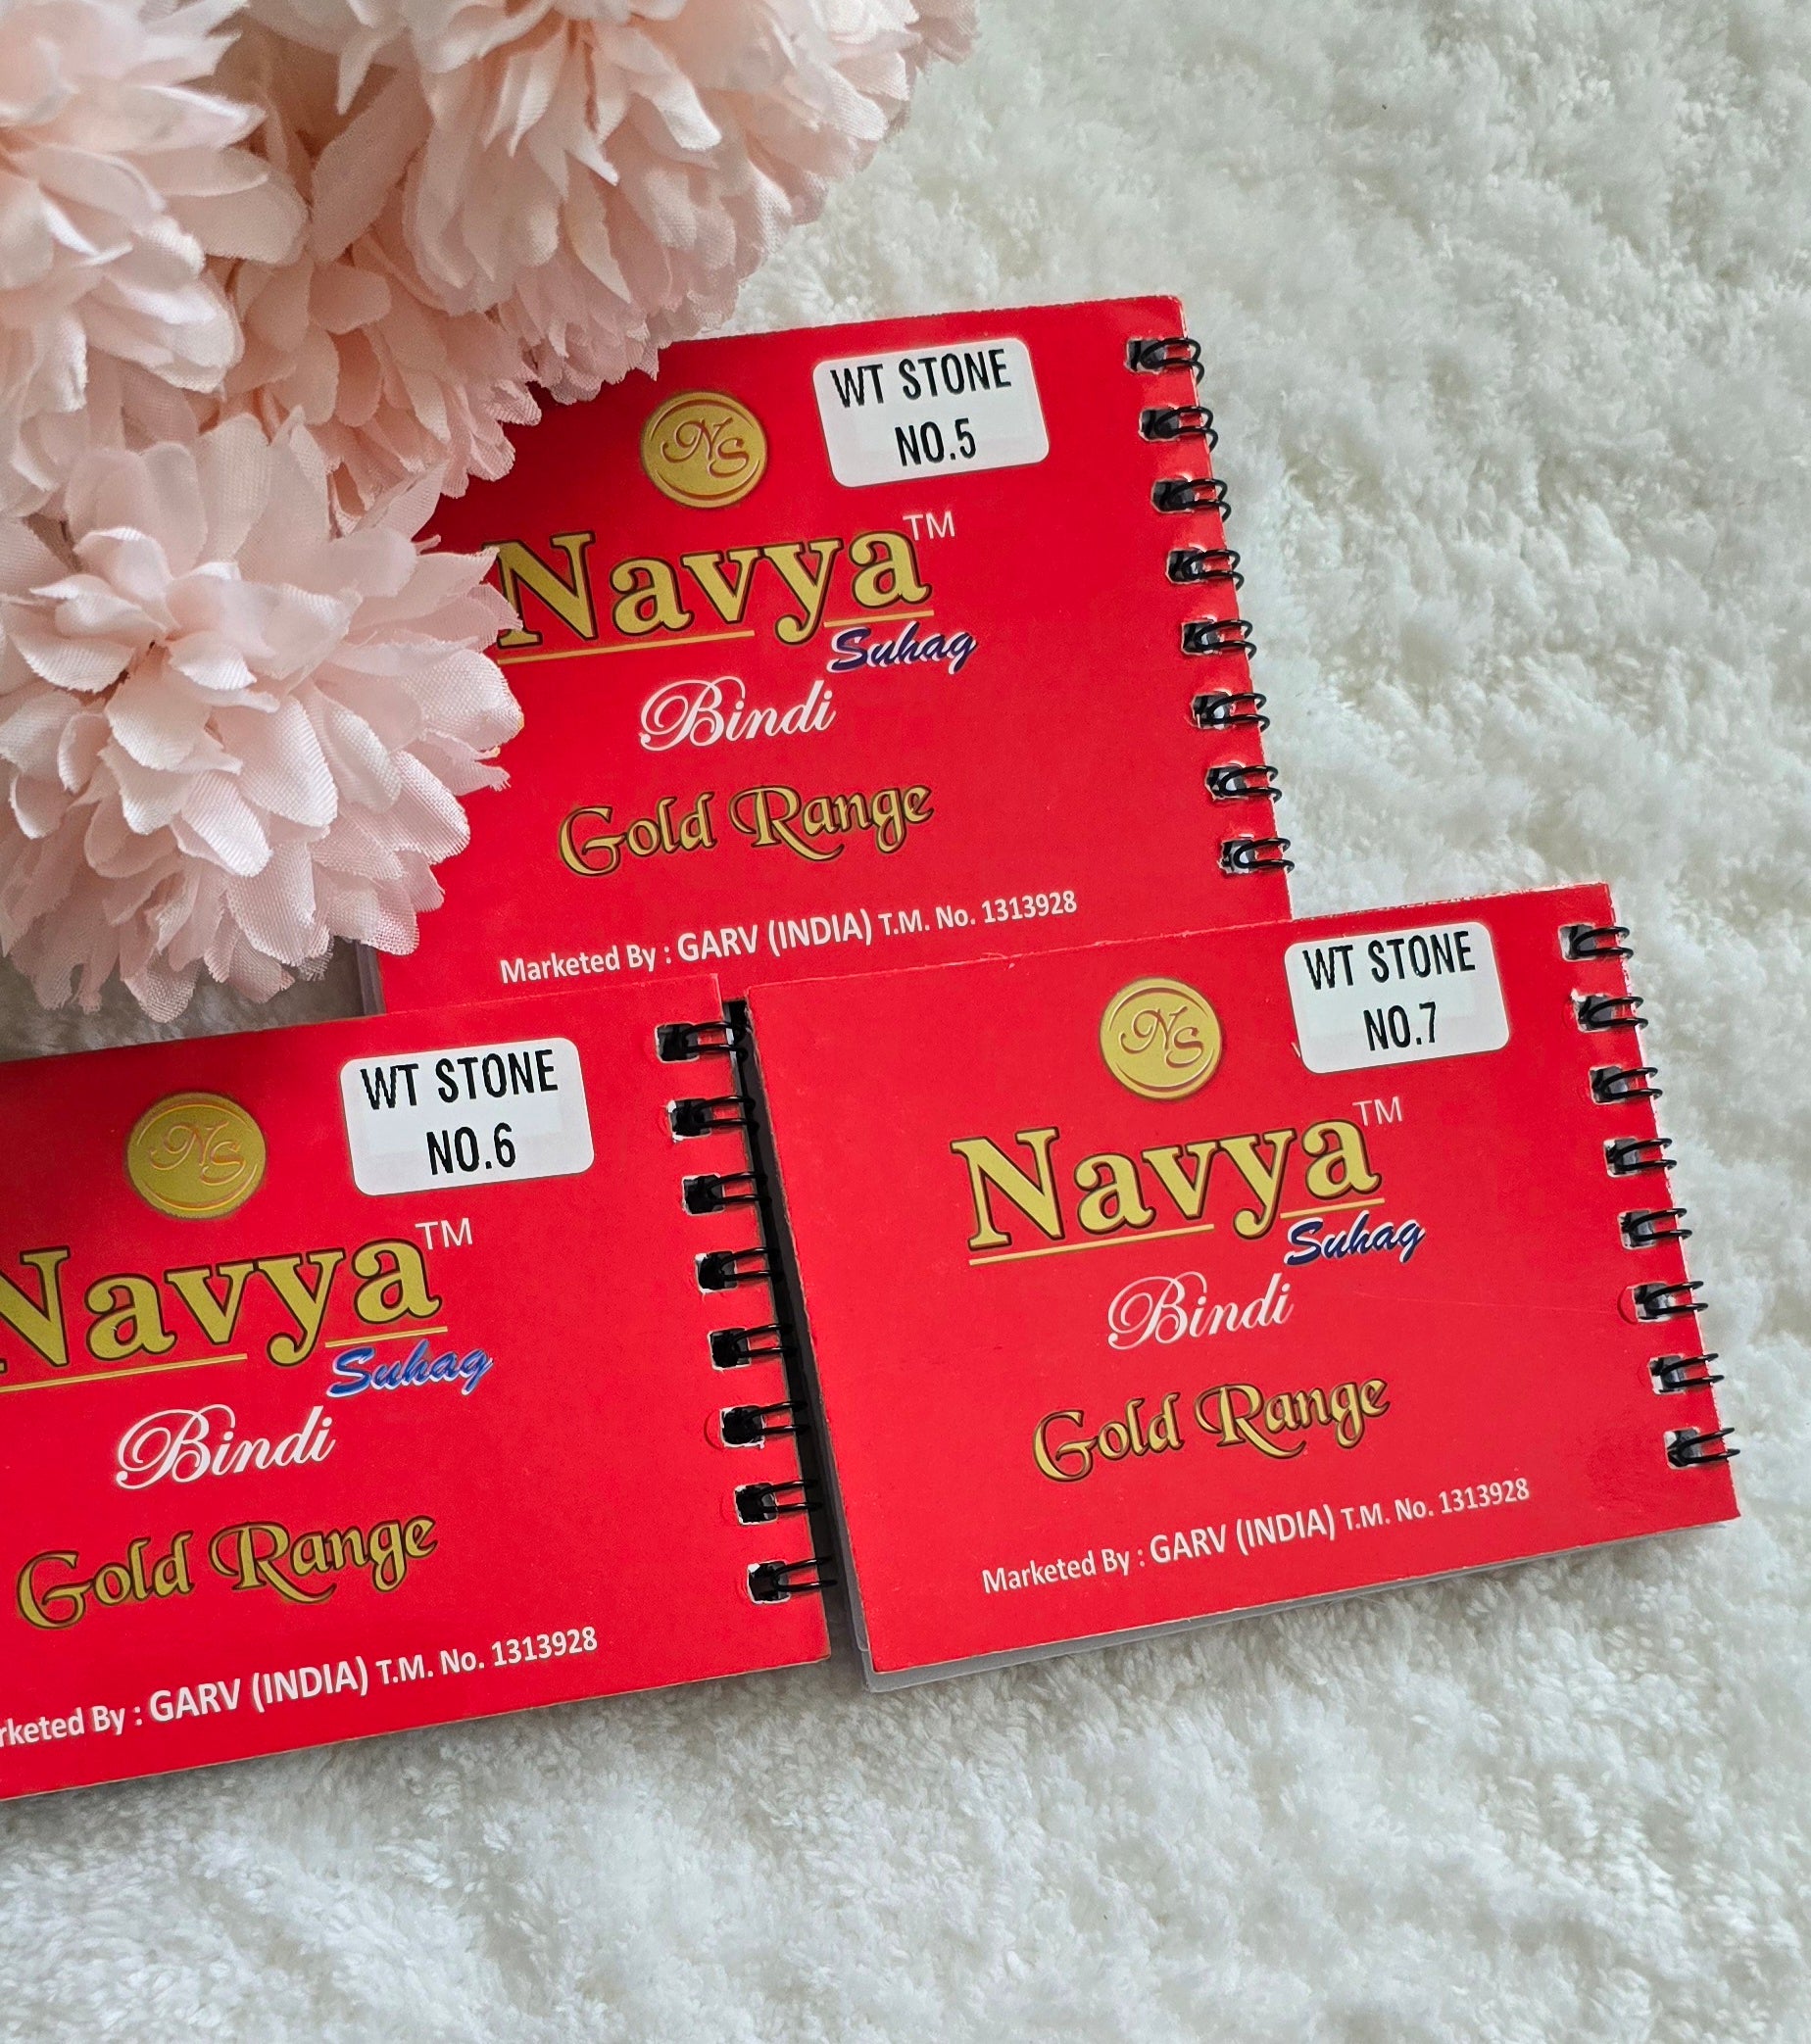 WT STONE
NO.5
NS
Navya™
Suhag
Bindi
Gold Range
Marketed By : GARV (INDIA) T.M. No. 1313928
WT STONE
NO.6
NS
Navya™
Suhag
Bindi
Gold Range
rketed By : GARV (INDIA) T.M. No. 1313928
WT STONE
NO.7
NS
Navya™
Suhag
Bindi
Gold Range
Marketed By : GARV (INDIA) T.M. No. 1313928